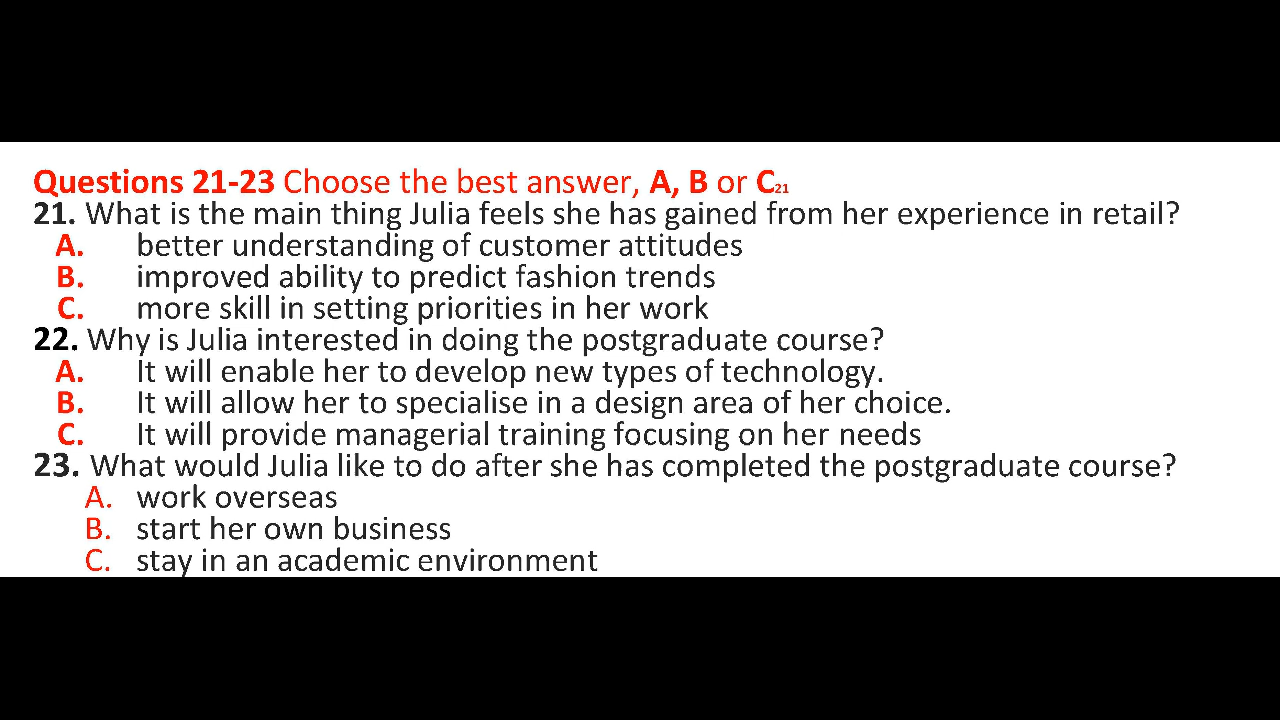 Questions 21-23 Choose the best answer, A, B or C21
21. What is the main thing Julia feels she has gained from her experience in retail?
A. better understanding of customer attitudes
B. improved ability to predict fashion trends
C. more skill in setting priorities in her work
22. Why is Julia interested in doing the postgraduate course?
A. It will enable her to develop new types of technology.
B. It will allow her to specialise in a design area of her choice.
C. It will provide managerial training focusing on her needs
23. What would Julia like to do after she has completed the postgraduate course?
A. work overseas
B. start her own business
C. stay in an academic environment